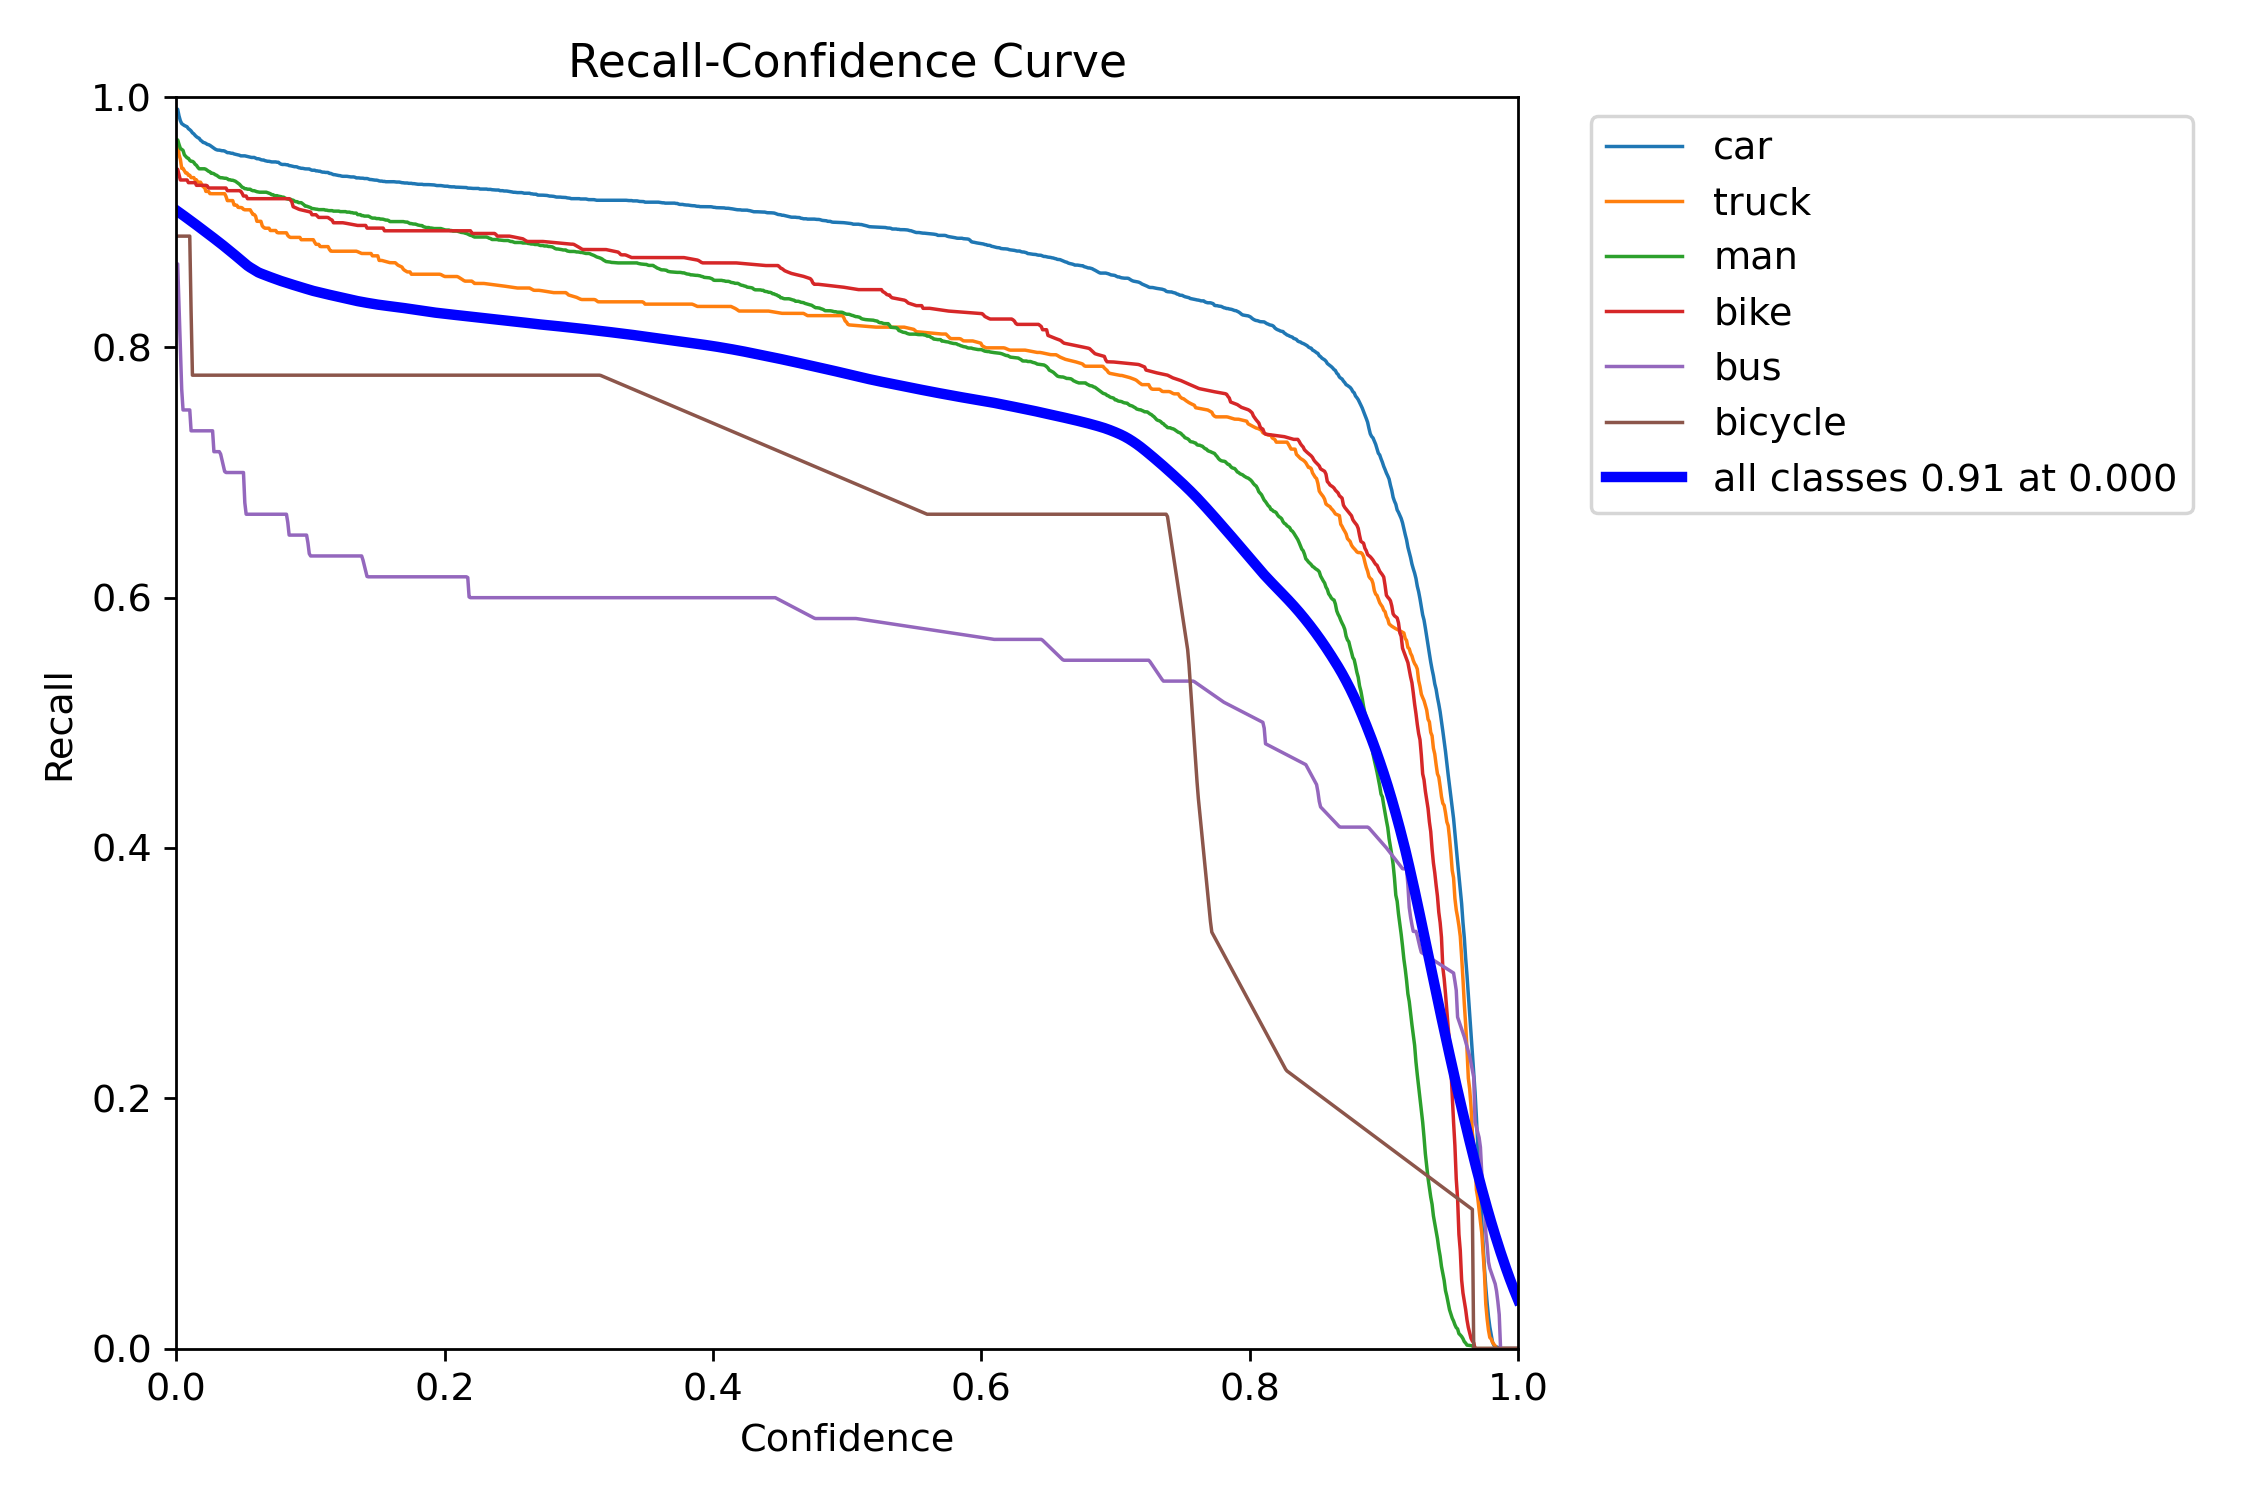 Recall-Confidence Curve
1.0
0.8
0.6
0.4
0.2
0.0
Recall
0.0 0.2 0.4 0.6 0.8 1.0
Confidence
car
truck
man
bike
bus
bicycle
all classes 0.91 at 0.000